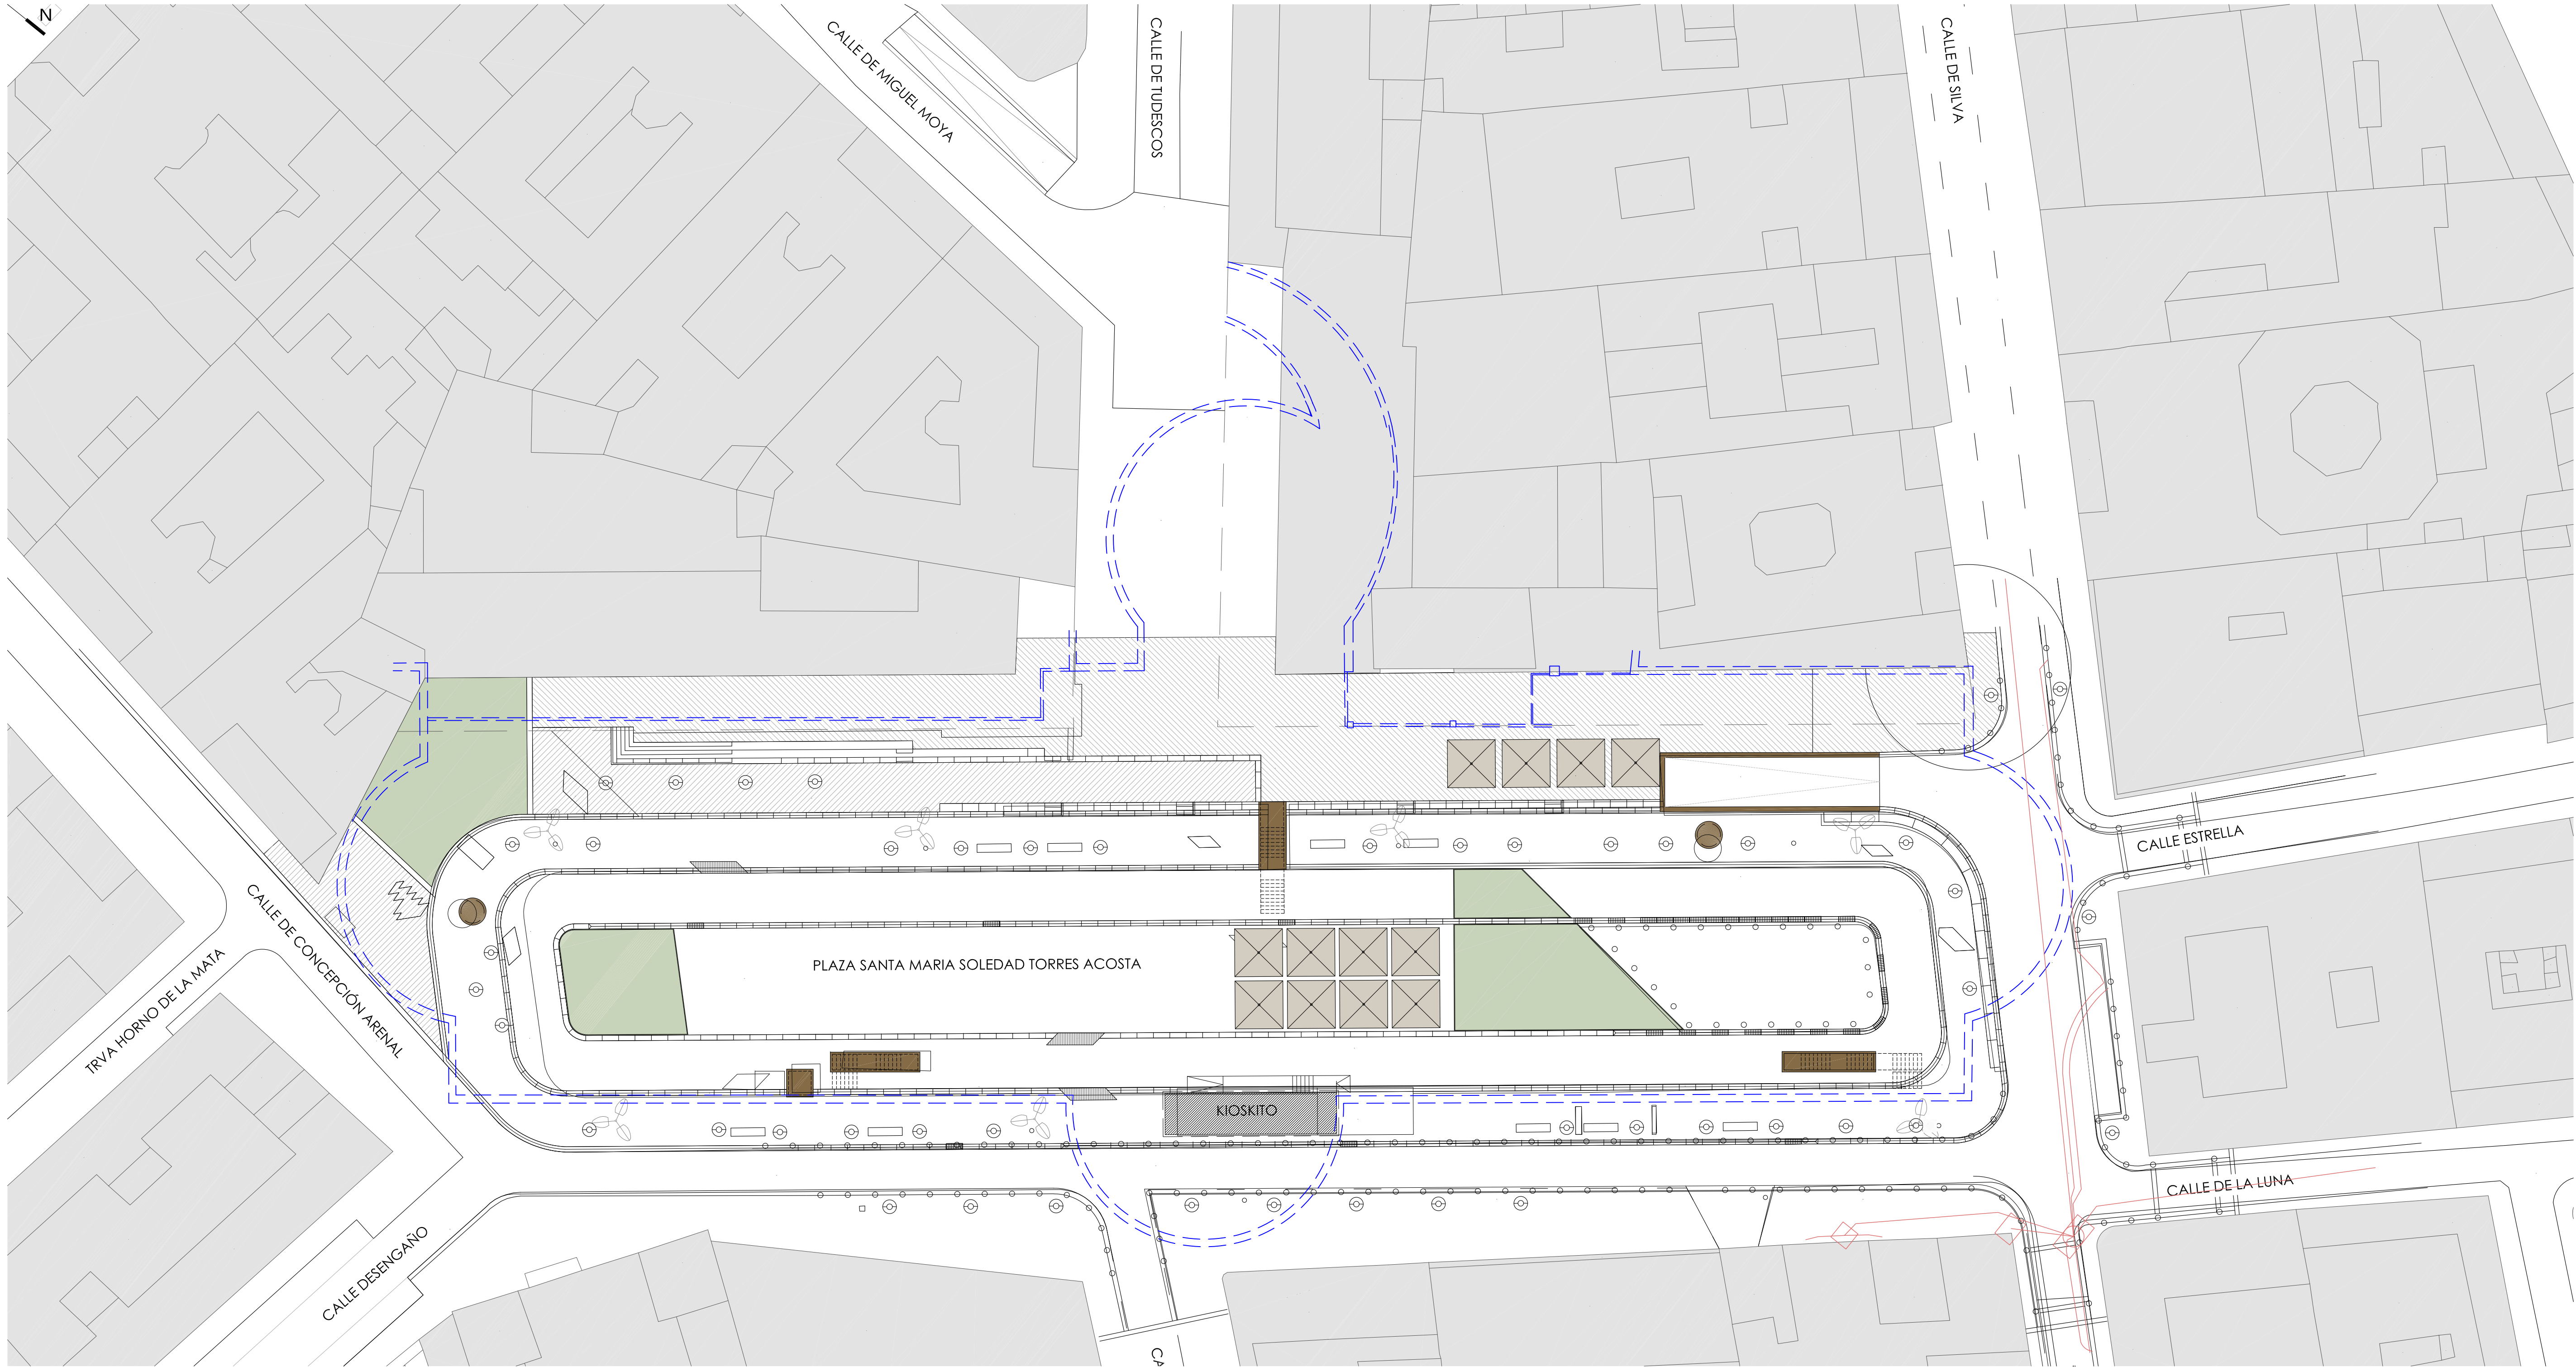 N
CALLE DE MIGUEL MOYA
CALLE DE TUDESCOS
CALLE DE SILVA
CALLE ESTRELLA
CALLE DE CONCEPCIÓN ARENAL
TRVA HORNO DE LA MATA
PLAZA SANTA MARIA SOLEDAD TORRES ACOSTA
KIOSKITO
CALLE DE LA LUNA
CALLE DESENGAÑO
CA